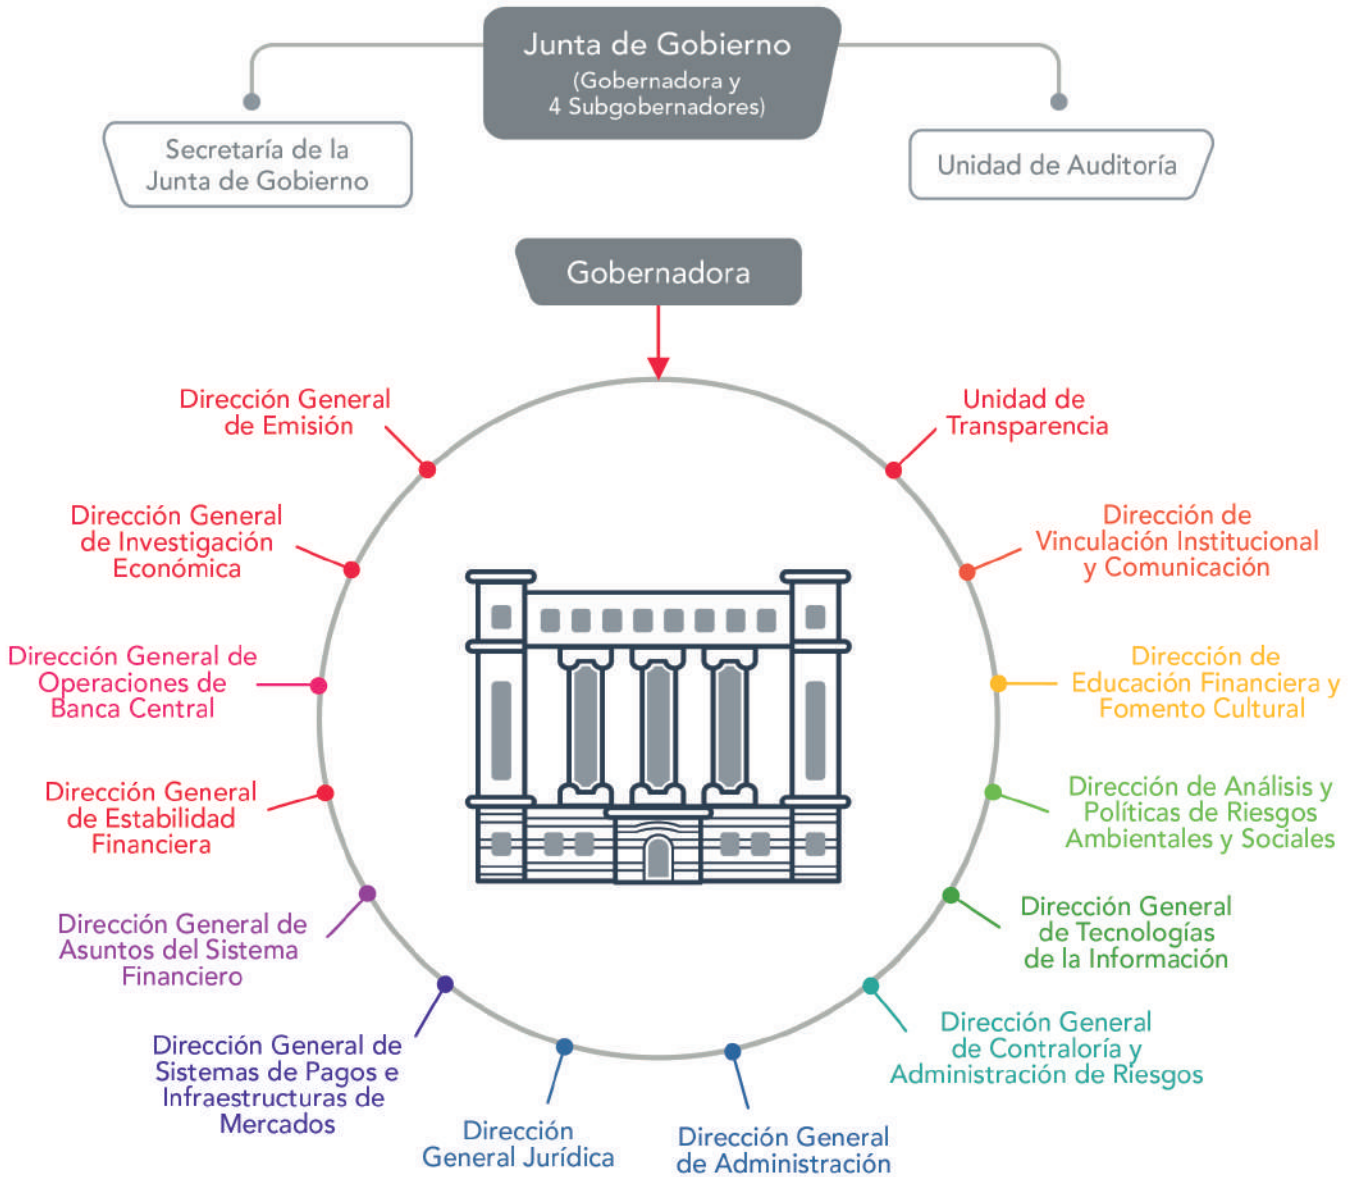 Junta de Gobierno
(Gobernadora y
4 Subgobernadores)
Secretaría de la
Junta de Gobierno
Unidad de Auditoría
Gobernadora
Dirección General
de Emisión
Unidad de
Transparencia
Dirección General
de Investigación
Económica
Dirección de
Vinculación Institucional
y Comunicación
Dirección General de
Operaciones de
Banca Central
Dirección de
Educación Financiera y
Fomento Cultural
Dirección General
de Estabilidad
Financiera
Dirección de Análisis y
Políticas de Riesgos
Ambientales y Sociales
Dirección General de
Asuntos del Sistema
Financiero
Dirección General
de Tecnologías
de la Información
Dirección General de
Sistemas de Pagos e
Infraestructuras de
Mercados
Dirección General
de Contraloría y
Administración de Riesgos
Dirección
General Jurídica
Dirección General
de Administración